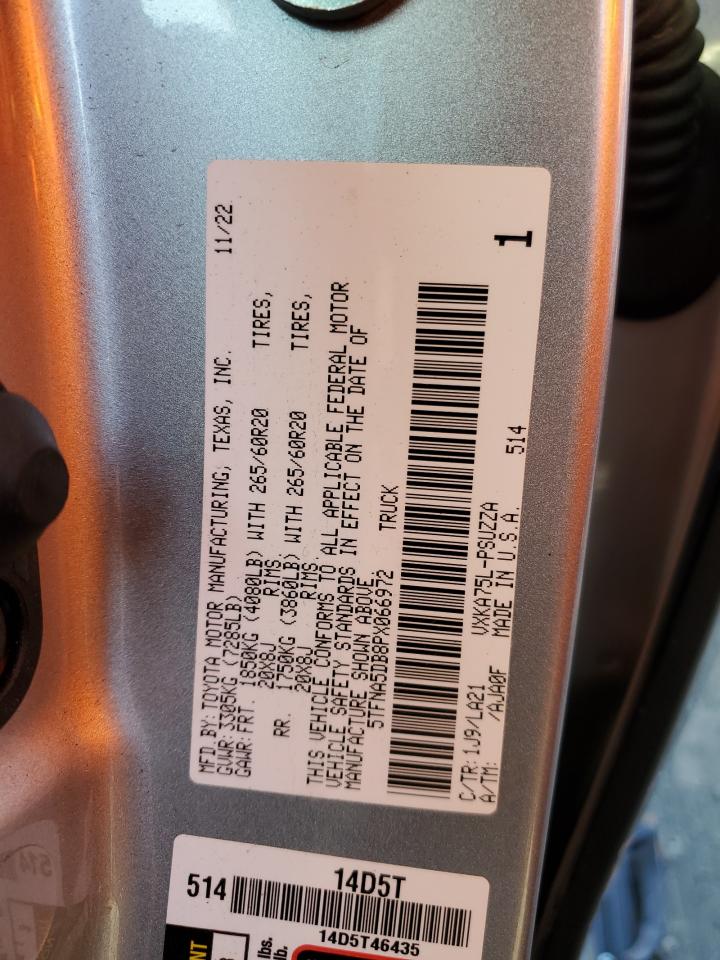 MFD.BY:TOYOTA MOTOR MANUFACTURING, TEXAS, INC. 11/22
GVWR:3305KG (7285LB)
GAWR:FRT. 1850KG (4080LB) WITH 265/60R20 TIRES,
20X8J RIMS
RR. 1750KG (3860LB) WITH 265/60R20 TIRES,
20X8J RIMS
THIS VEHICLE CONFORMS TO ALL APPLICABLE FEDERAL MOTOR
VEHICLE SAFETY STANDARDS IN EFFECT ON THE DATE OF
MANUFACTURE SHOWN ABOVE.
5TFNA5DB8PX066972 TRUCK
C/TR:1J9/LA21 VXKA75L-PSUZZA
A/TM: /AJA0F MADE IN U.S.A. 514
1
14D5T
514
14D5T46435
lbs.